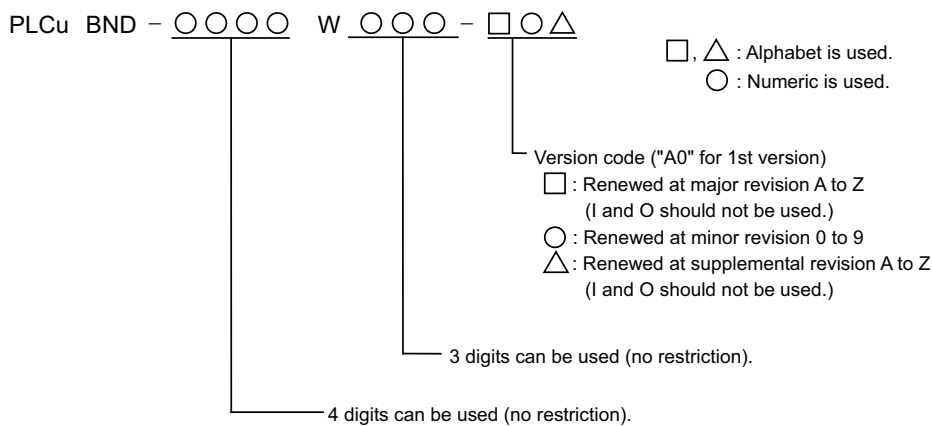 PLCu BND – ○○○○ W ○○○ – □○△
□, △ : Alphabet is used.
○ : Numeric is used.
Version code ("A0" for 1st version)
□ : Renewed at major revision A to Z
(I and O should not be used.)
○ : Renewed at minor revision 0 to 9
△ : Renewed at supplemental revision A to Z
(I and O should not be used.)
3 digits can be used (no restriction).
4 digits can be used (no restriction).